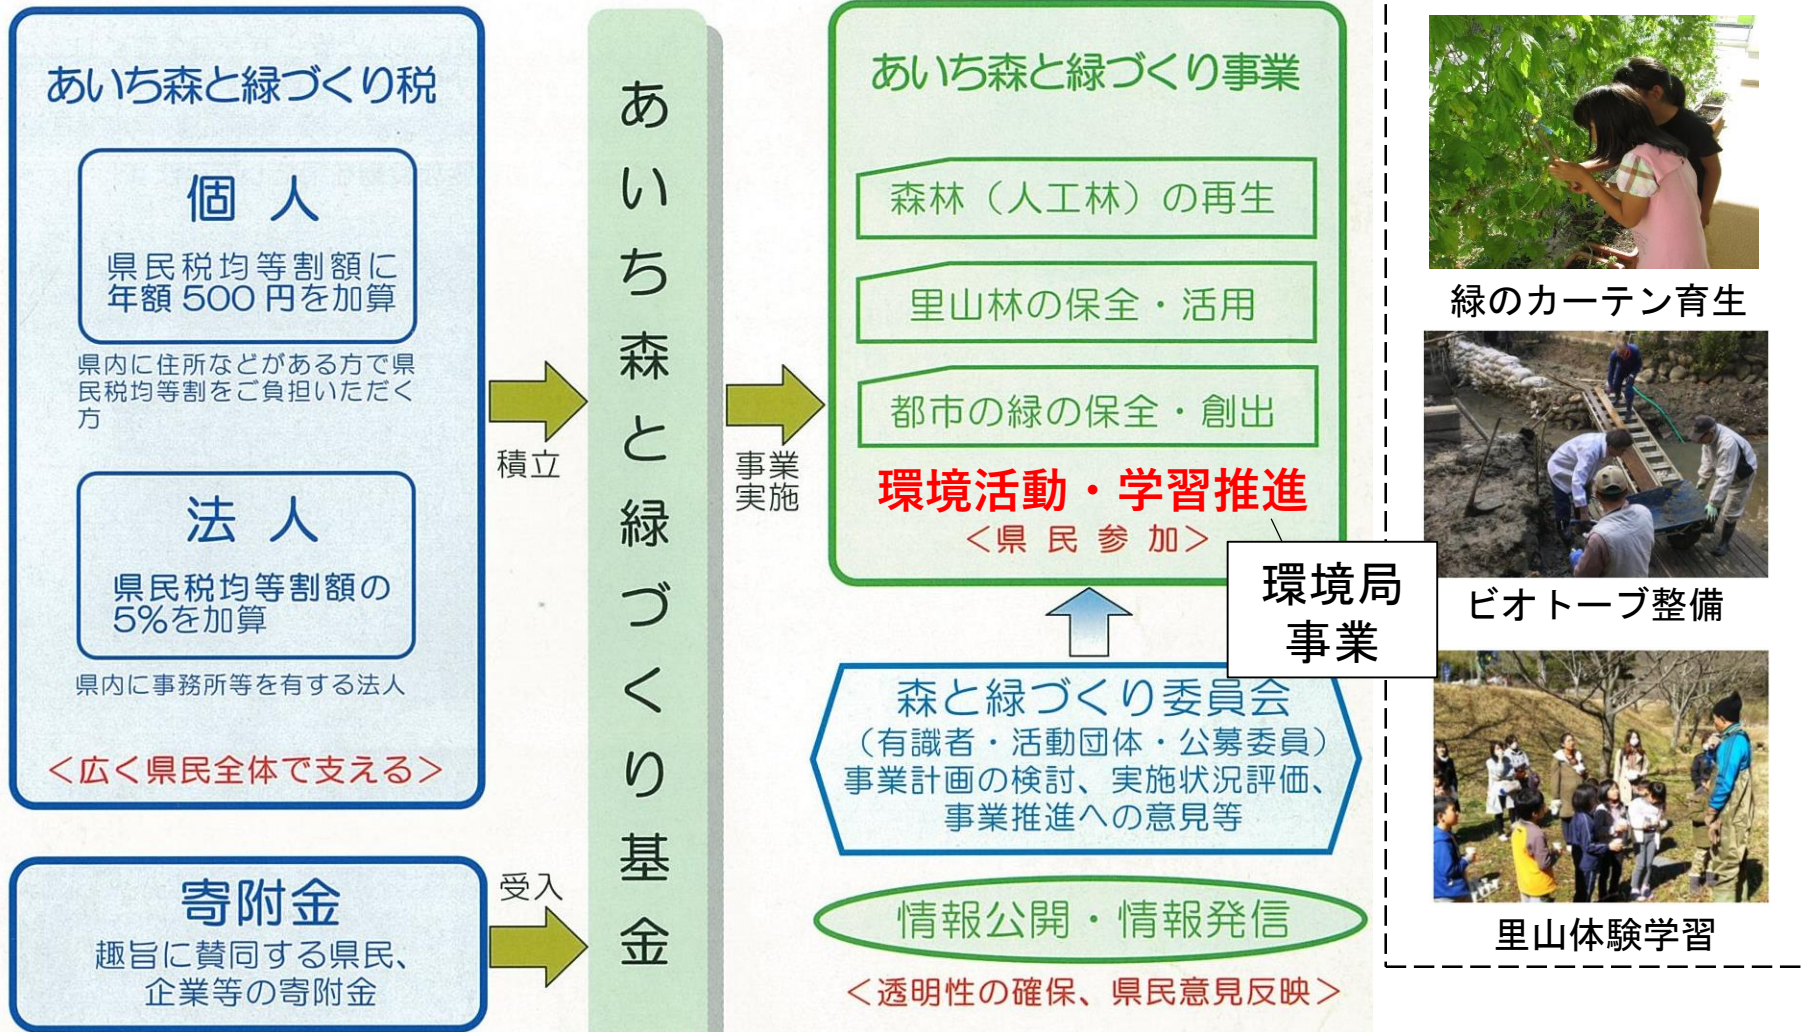 あいち森と緑づくり税
個人
県民税均等割額に
年額500円を加算
県内に住所などがある方で県
民税均等割をご負担いただく
方
法人
県民税均等割額の
5%を加算
県内に事務所等を有する法人
＜広く県民全体で支える＞
寄附金
趣旨に賛同する県民、
企業等の寄附金
積立
受入
あいち森と緑づくり基金
事業
実施
あいち森と緑づくり事業
森林（人工林）の再生
里山林の保全・活用
都市の緑の保全・創出
環境活動・学習推進
＜県民参加＞
環境局
事業
森と緑づくり委員会
（有識者・活動団体・公募委員）
事業計画の検討、実施状況評価、
事業推進への意見等
情報公開・情報発信
＜透明性の確保、県民意見反映＞
緑のカーテン育生
ビオトーブ整備
里山体験学習